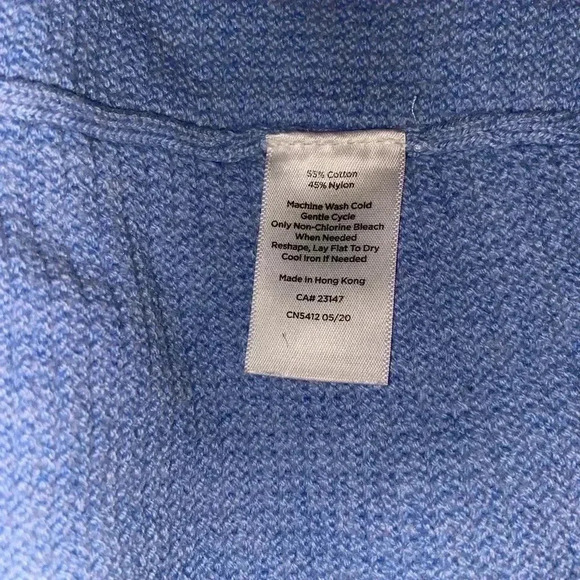 55% Cotton
45% Nylon
Machine Wash Cold
Gentle Cycle
Only Non-Chlorine Bleach
When Needed
Reshape, Lay Flat To Dry
Cool Iron If Needed
Made in Hong Kong
CA# 23147
CN5412 05/20